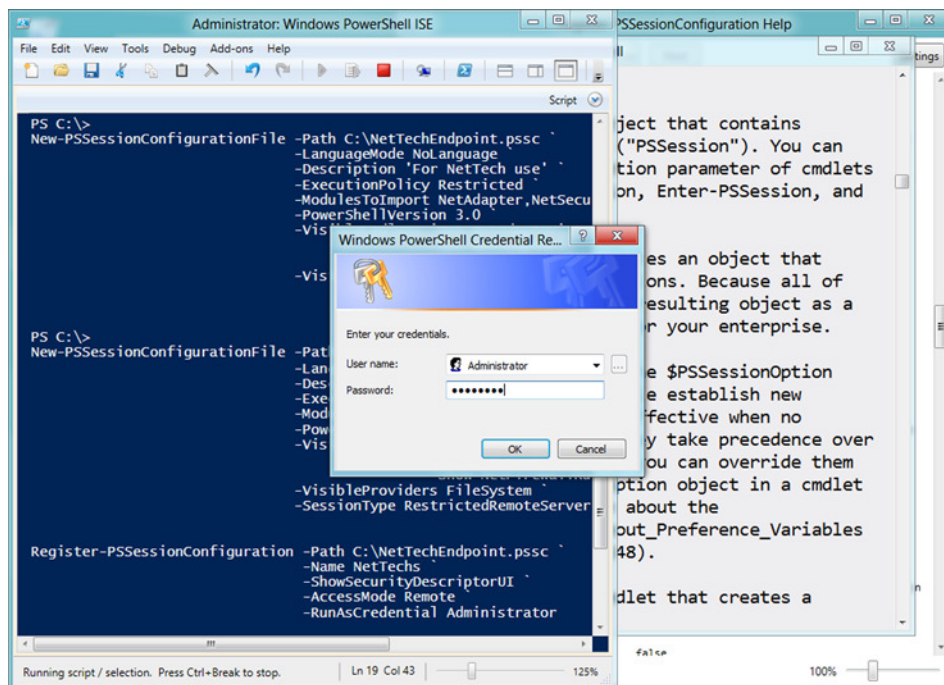 Administrator: Windows PowerShell ISE
File Edit View Tools Debug Add-ons Help
Script
PS C:\>
New-PSSessionConfigurationFile -Path C:\NetTechEndpoint.pssc `
-LanguageMode NoLanguage `
-Description 'For NetTech use' `
-ExecutionPolicy Restricted `
-ModulesToImport NetAdapter,NetSecu
-PowerShellVersion 3.0 `
-Vis
-Vis
PS C:\>
New-PSSessionConfigurationFile -Pat
-Lan
-Des
-Exe
-Mod
-Pow
-Vis
-VisibleProviders FileSystem `
-SessionType RestrictedRemoteServer
Register-PSSessionConfiguration -Path C:\NetTechEndpoint.pssc `
-Name NetTechs `
-ShowSecurityDescriptorUI `
-AccessMode Remote `
-RunAsCredential Administrator
Running script / selection. Press Ctrl+Break to stop.
Ln 19 Col 43
125%
Windows PowerShell Credential Re...
Enter your credentials.
User name: Administrator
Password: ••••••••
OK Cancel
PSSessionConfiguration Help
tings
ject that contains
("PSSession"). You can
tion parameter of cmdlets
on, Enter-PSSession, and
es an object that
ons. Because all of
resulting object as a
r your enterprise.
e $PSSessionOption
e establish new
ffective when no
y take precedence over
ou can override them
ption object in a cmdlet
about the
out_Preference_Variables
48).
dlet that creates a
false
100%